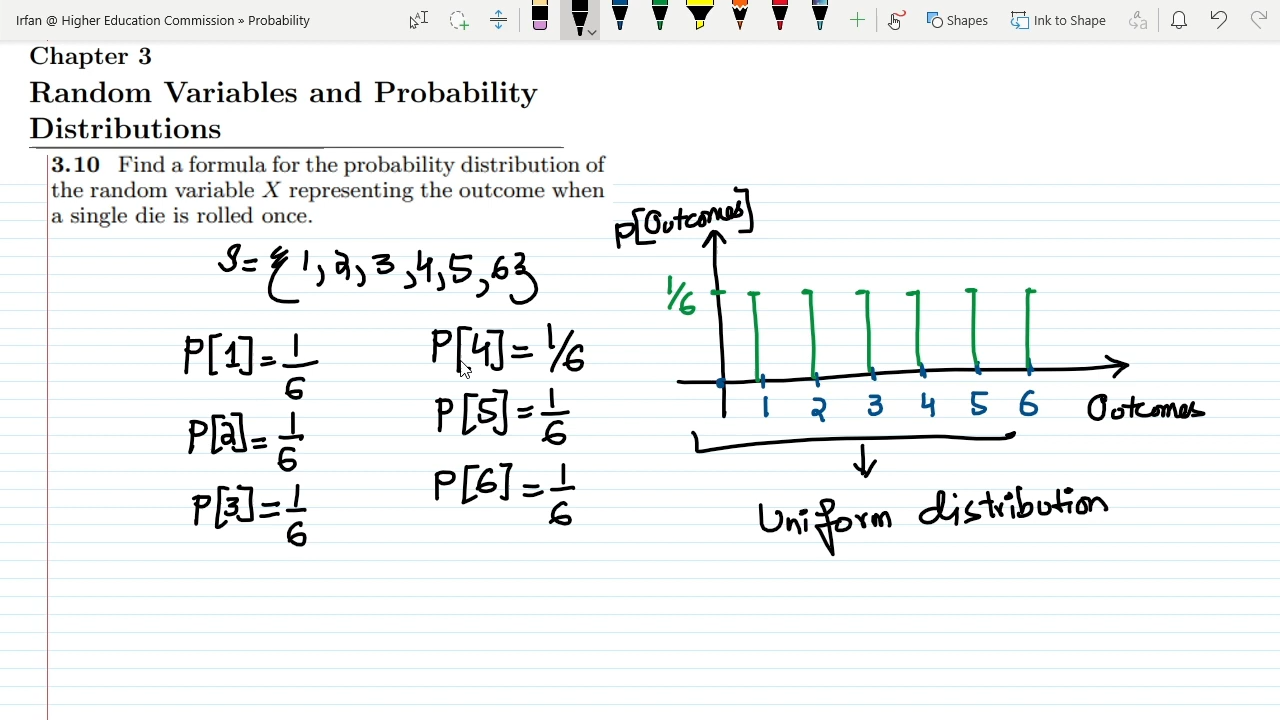 Irfan @ Higher Education Commission » Probability
Shapes
Ink to Shape
Chapter 3
Random Variables and Probability
Distributions
3.10 Find a formula for the probability distribution of
the random variable X representing the outcome when
a single die is rolled once.
S={1,2,3,4,5,6}
P[1]=1/6
P[2]=1/6
P[3]=1/6
P[4]=1/6
P[5]=1/6
P[6]=1/6
P[Outcomes]
1/6
1 2 3 4 5 6 Outcomes
Uniform distribution